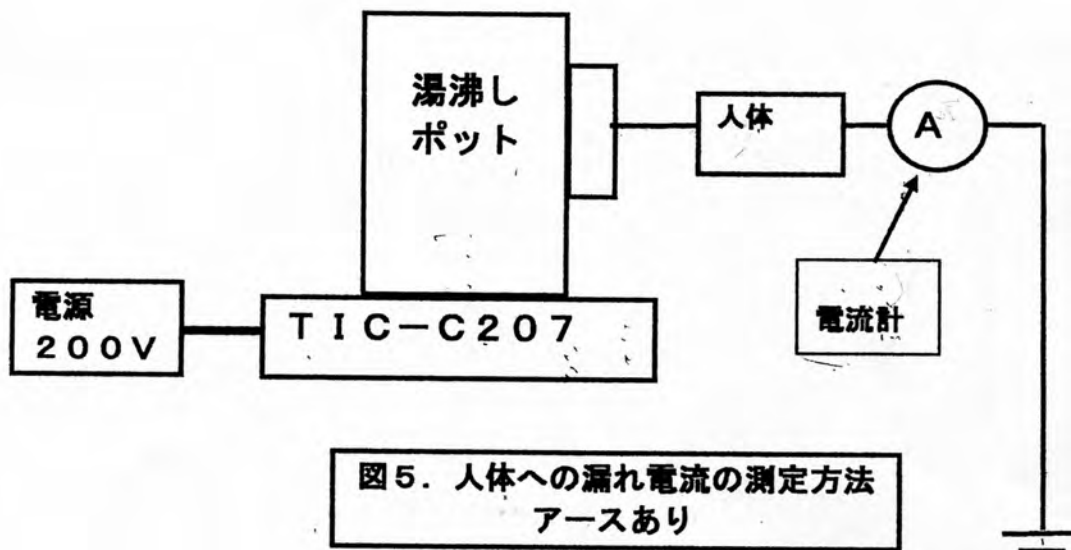 湯沸し
ポット
人体
A
電流計
電源
200V
TIC-C207
図5. 人体への漏れ電流の測定方法
アースあり